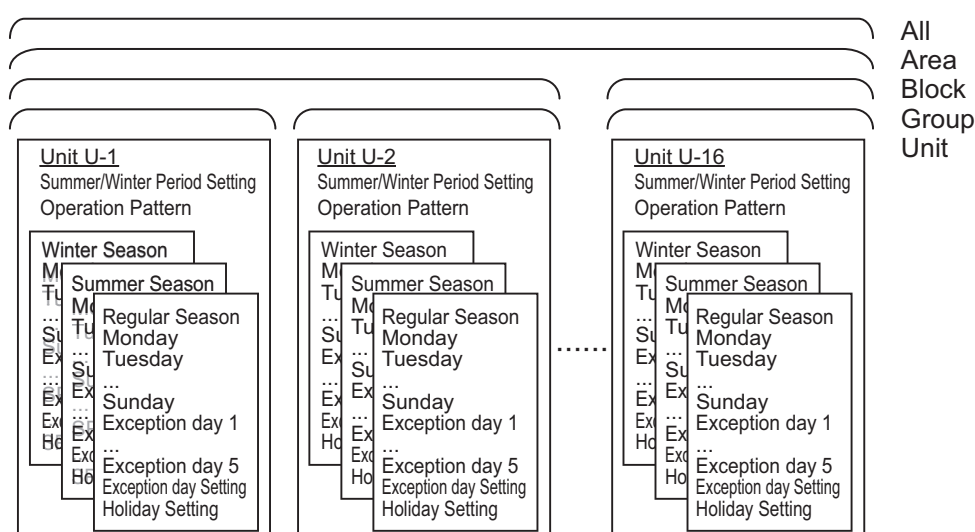 All
Area
Block
Group
Unit
Unit U-1
Summer/Winter Period Setting
Operation Pattern
Winter Season
Summer Season
Regular Season
Monday
Tuesday
...
Sunday
Exception day 1
...
Exception day 5
Exception day Setting
Holiday Setting
Unit U-2
Summer/Winter Period Setting
Operation Pattern
Winter Season
Summer Season
Regular Season
Monday
Tuesday
...
Sunday
Exception day 1
...
Exception day 5
Exception day Setting
Holiday Setting
......
Unit U-16
Summer/Winter Period Setting
Operation Pattern
Winter Season
Summer Season
Regular Season
Monday
Tuesday
...
Sunday
Exception day 1
...
Exception day 5
Exception day Setting
Holiday Setting